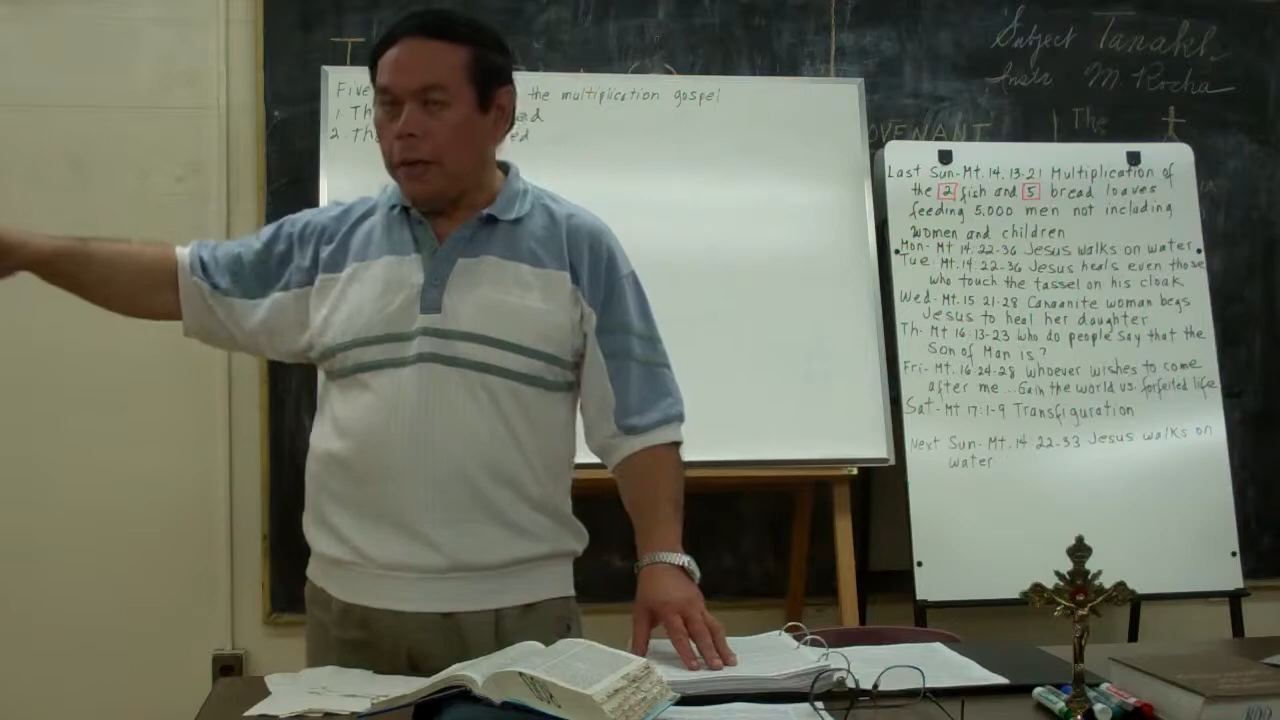 Subject Tanakh
Instr M. Rocha
T
OVENANT
The
Five the multiplication gospel
1. Th
2. Th
Last Sun- Mt. 14. 13-21 Multiplication of
the 2 fish and 5 bread loaves
feeding 5,000 men not including
women and children
Mon- Mt 14:22-36 Jesus walks on water
Tue Mt. 14:22-36 Jesus heals even those
who touch the tassel on his cloak
Wed- Mt. 15 21-28 Canaanite woman begs
Jesus to heal her daughter
Th- Mt 16:13-23 Who do people say that the
Son of Man is?
Fri- Mt. 16 24-28 Whoever wishes to come
after me... Gain the world vs. forfeited life
Sat- Mt 17:1-9 Transfiguration
Next Sun- Mt. 14:22-33 Jesus walks on
water